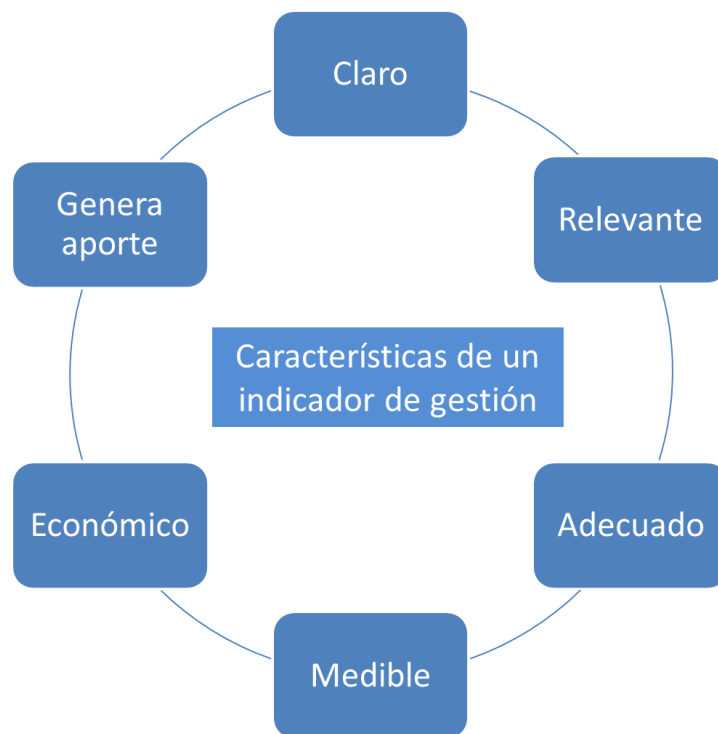 Claro
Relevante
Adecuado
Medible
Económico
Genera
aporte
Características de un
indicador de gestión